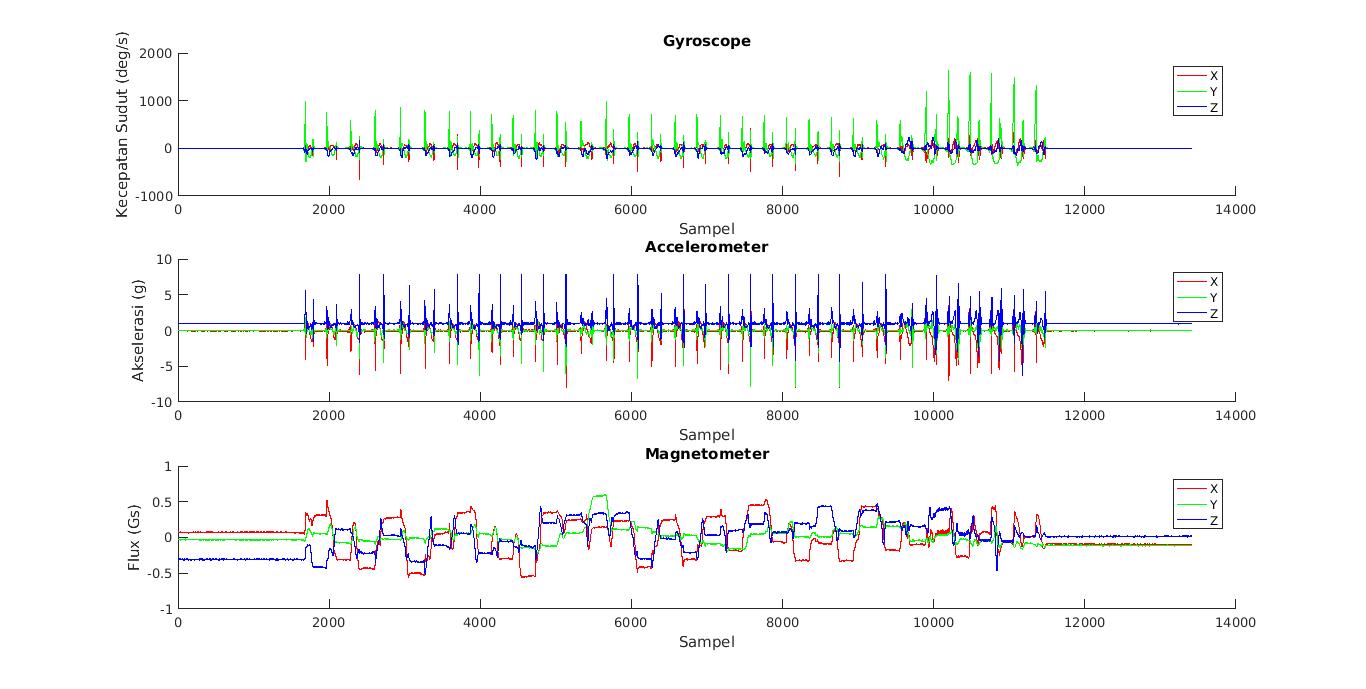 Gyroscope
Kecepatan Sudut (deg/s)
2000
1000
0
-1000
0 2000 4000 6000 8000 10000 12000 14000
Sampel
X
Y
Z
Accelerometer
Akselerasi (g)
10
5
0
-5
-10
0 2000 4000 6000 8000 10000 12000 14000
Sampel
X
Y
Z
Magnetometer
Flux (Gs)
1
0.5
0
-0.5
-1
0 2000 4000 6000 8000 10000 12000 14000
Sampel
X
Y
Z